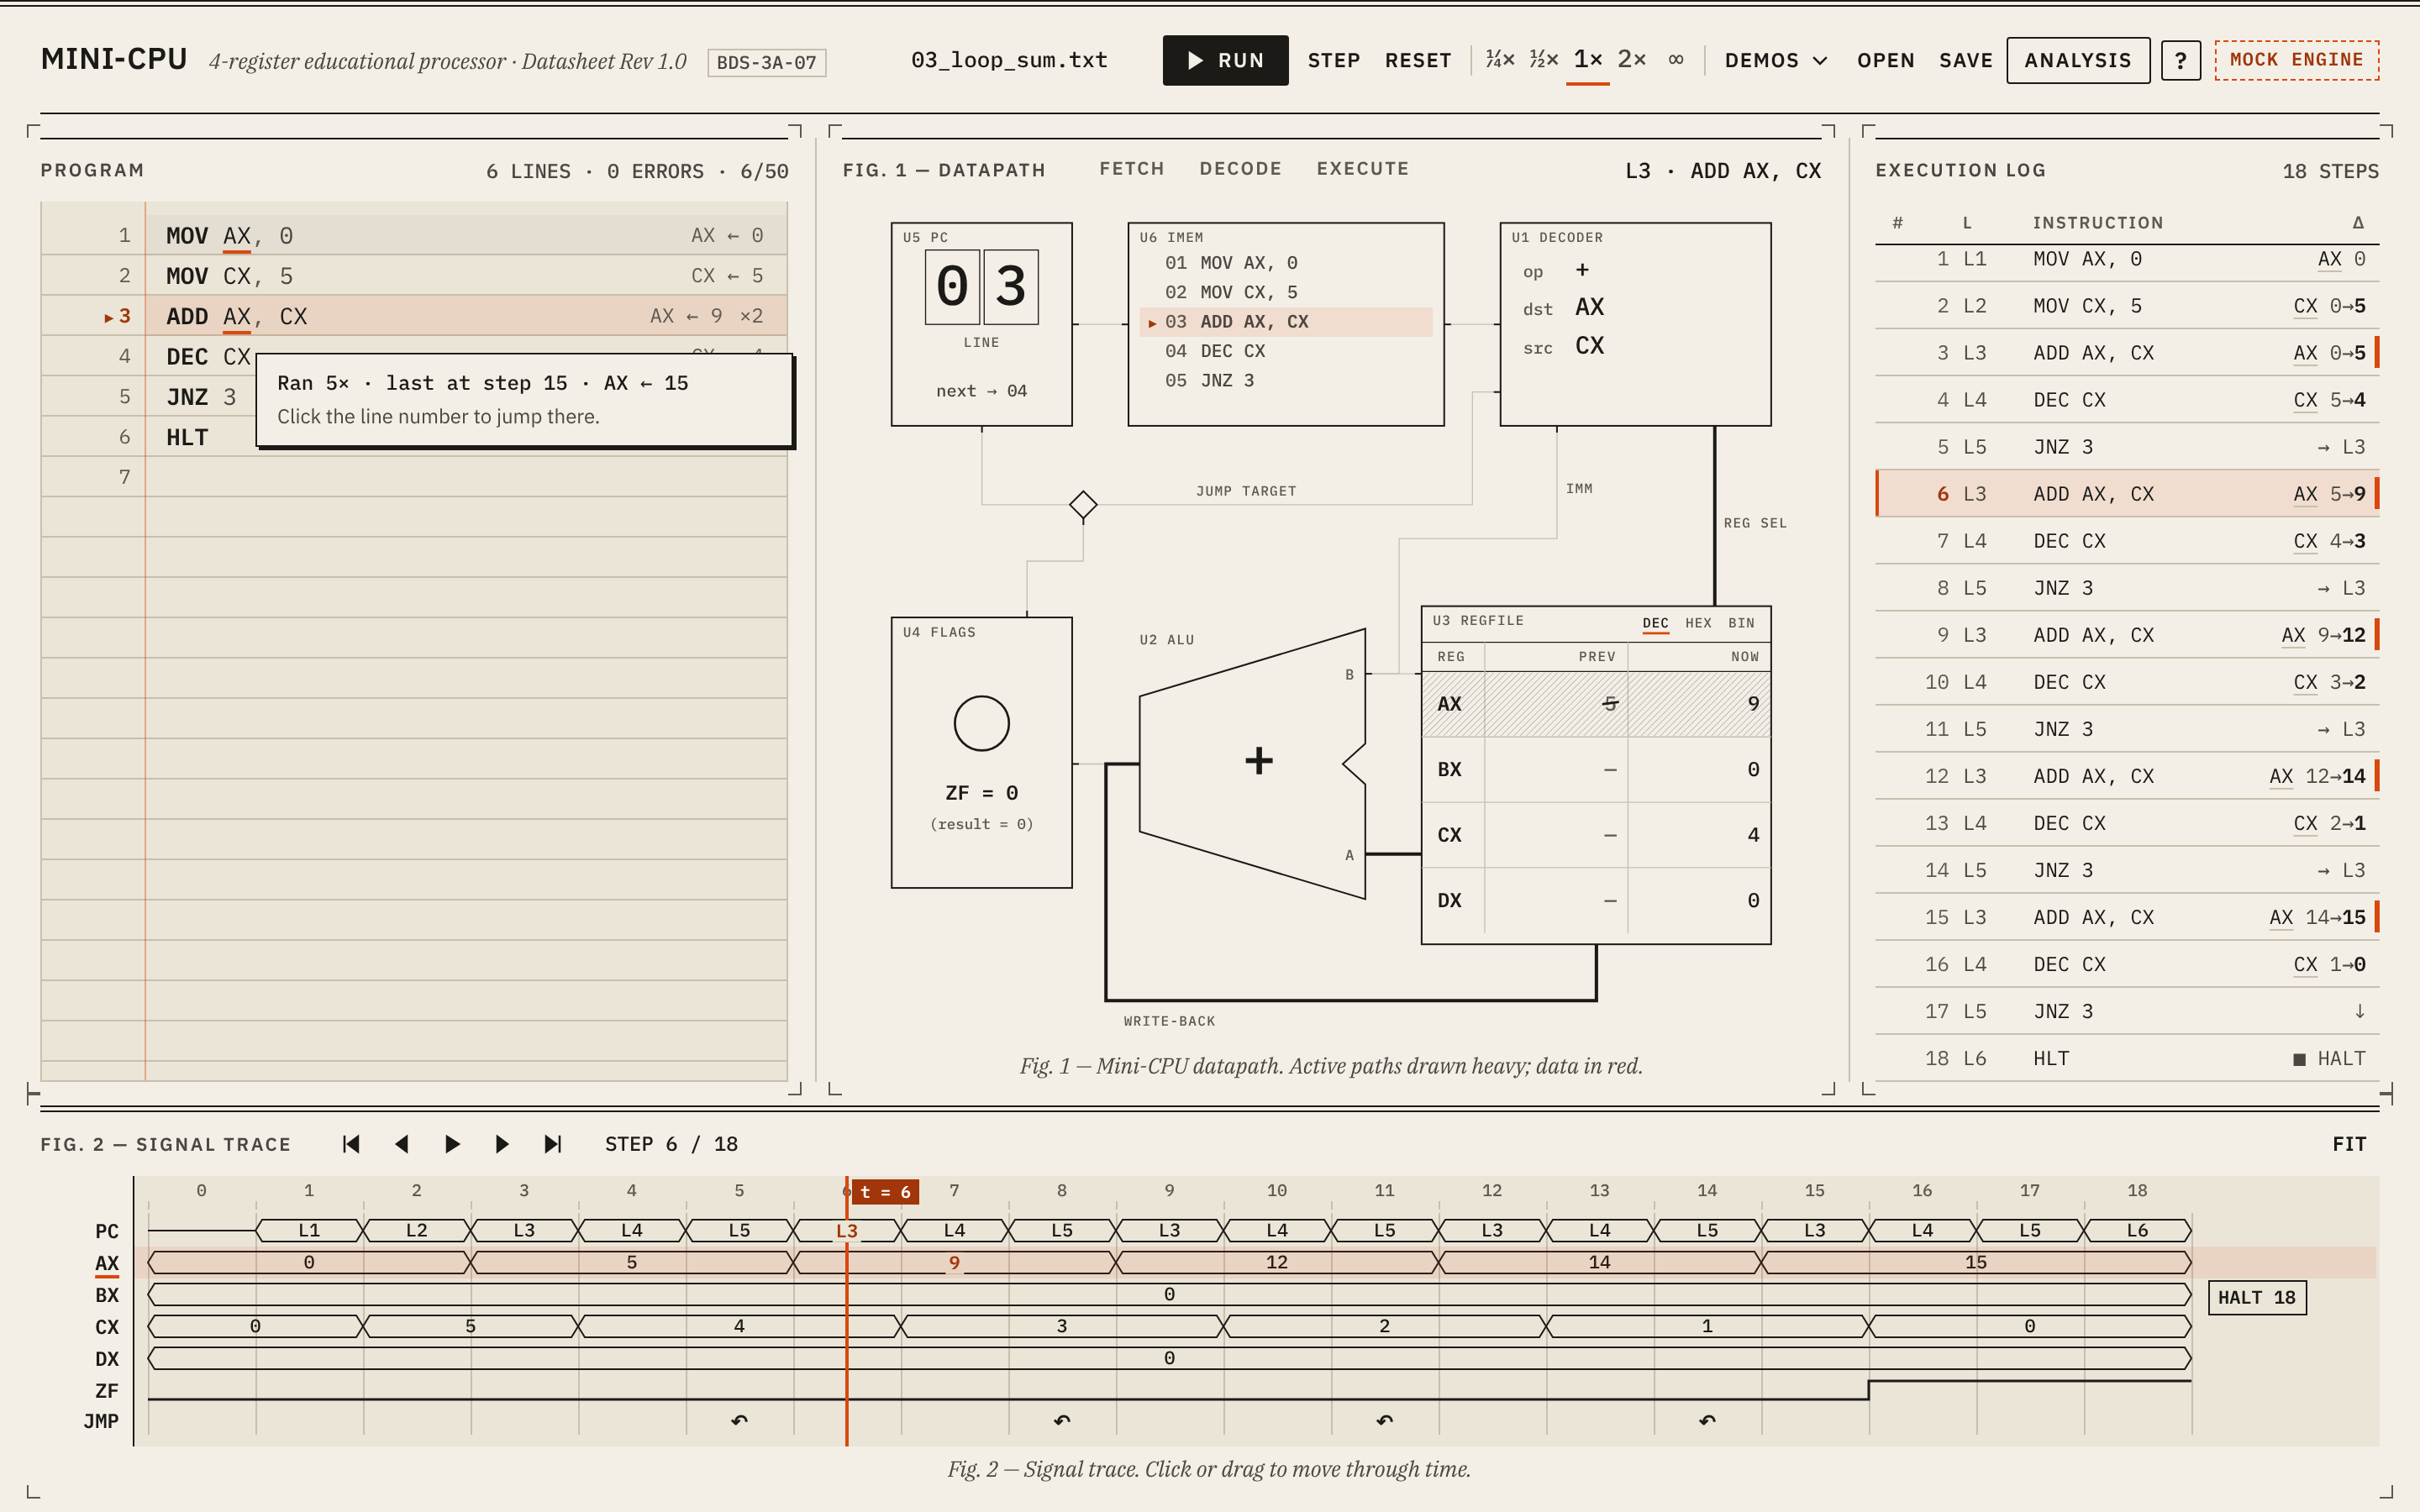 MINI-CPU 4-register educational processor · Datasheet Rev 1.0 BDS-3A-07 03_loop_sum.txt RUN STEP RESET ¼× ½× 1× 2× ∞ DEMOS OPEN SAVE ANALYSIS ? MOCK ENGINE
PROGRAM 6 LINES · 0 ERRORS · 6/50
1 MOV AX, 0 AX ← 0
2 MOV CX, 5 CX ← 5
▸3 ADD AX, CX AX ← 9 ×2
4 DEC CX
5 JNZ 3
6 HLT
7
Ran 5× · last at step 15 · AX ← 15
Click the line number to jump there.
FIG. 1 — DATAPATH FETCH DECODE EXECUTE L3 · ADD AX, CX
U5 PC
03
LINE
next → 04
U6 IMEM
01 MOV AX, 0
02 MOV CX, 5
▸ 03 ADD AX, CX
04 DEC CX
05 JNZ 3
U1 DECODER
op +
dst AX
src CX
JUMP TARGET
IMM
REG SEL
U4 FLAGS
ZF = 0
(result = 0)
U2 ALU
B
+
A
U3 REGFILE DEC HEX BIN
REG PREV NOW
AX 5 9
BX — 0
CX — 4
DX — 0
WRITE-BACK
Fig. 1 — Mini-CPU datapath. Active paths drawn heavy; data in red.
EXECUTION LOG 18 STEPS
# L INSTRUCTION Δ
1 L1 MOV AX, 0 AX 0
2 L2 MOV CX, 5 CX 0→5
3 L3 ADD AX, CX AX 0→5
4 L4 DEC CX CX 5→4
5 L5 JNZ 3 → L3
6 L3 ADD AX, CX AX 5→9
7 L4 DEC CX CX 4→3
8 L5 JNZ 3 → L3
9 L3 ADD AX, CX AX 9→12
10 L4 DEC CX CX 3→2
11 L5 JNZ 3 → L3
12 L3 ADD AX, CX AX 12→14
13 L4 DEC CX CX 2→1
14 L5 JNZ 3 → L3
15 L3 ADD AX, CX AX 14→15
16 L4 DEC CX CX 1→0
17 L5 JNZ 3 ↓
18 L6 HLT ■ HALT
FIG. 2 — SIGNAL TRACE STEP 6 / 18 FIT
0 1 2 3 4 5 6 t = 6 7 8 9 10 11 12 13 14 15 16 17 18
PC L1 L2 L3 L4 L5 L3 L4 L5 L3 L4 L5 L3 L4 L5 L3 L4 L5 L6
AX 0 5 9 12 14 15
BX 0
HALT 18
CX 0 5 4 3 2 1 0
DX 0
ZF
JMP ↶ ↶ ↶ ↶
Fig. 2 — Signal trace. Click or drag to move through time.